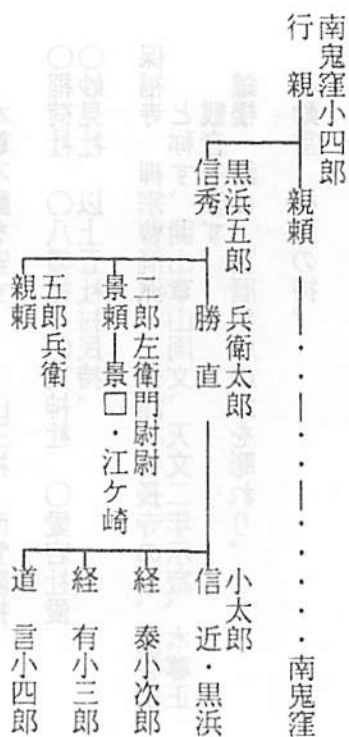 南鬼窪小四郎
行親―親頼――・・―・―・・・・・南鬼窪
黒浜五郎 兵衛太郎 小太郎
信秀―勝直―信近・黒浜
経泰小次郎
経有小三郎
道言小四郎
二郎左衛門尉尉
景頼―景□・江ケ崎
五郎兵衛
親頼